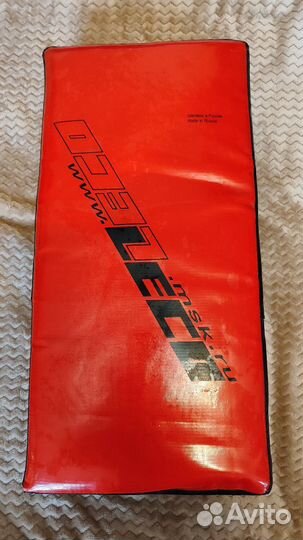 Сделано в России
Made in Russia
LECO
www.
LECO
.msk.ru
Avito